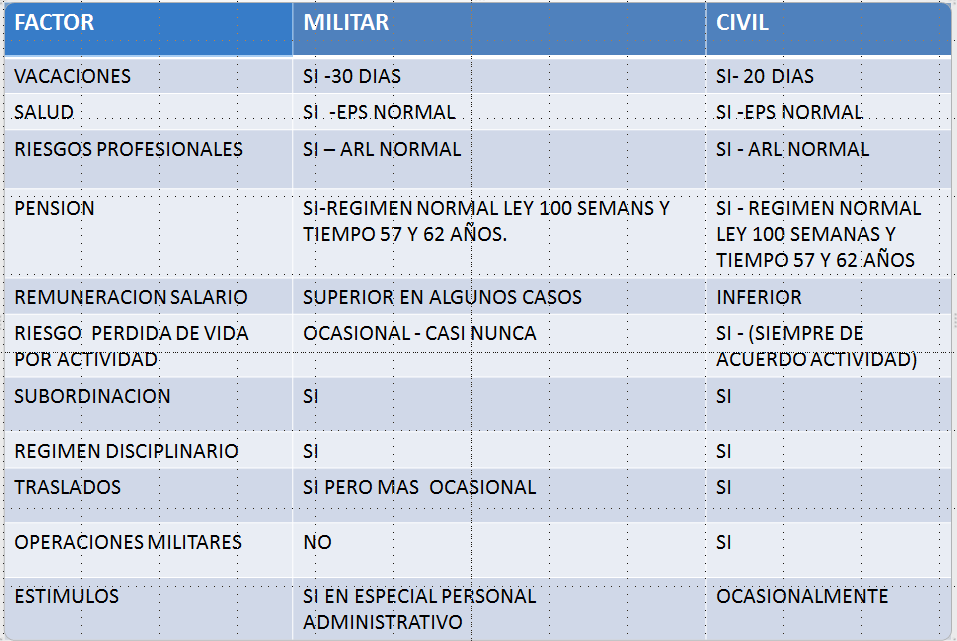 FACTOR MILITAR CIVIL
VACACIONES SI -30 DIAS SI- 20 DIAS
SALUD SI -EPS NORMAL SI -EPS NORMAL
RIESGOS PROFESIONALES SI – ARL NORMAL SI - ARL NORMAL
PENSION SI-REGIMEN NORMAL LEY 100 SEMANS Y SI - REGIMEN NORMAL
TIEMPO 57 Y 62 AÑOS. LEY 100 SEMANAS Y
TIEMPO 57 Y 62 AÑOS
REMUNERACION SALARIO SUPERIOR EN ALGUNOS CASOS INFERIOR
RIESGO PERDIDA DE VIDA OCASIONAL - CASI NUNCA SI - (SIEMPRE DE
POR ACTIVIDAD ACUERDO ACTIVIDAD)
SUBORDINACION SI SI
REGIMEN DISCIPLINARIO SI SI
TRASLADOS SI PERO MAS OCASIONAL SI
OPERACIONES MILITARES NO SI
ESTIMULOS SI EN ESPECIAL PERSONAL OCASIONALMENTE
ADMINISTRATIVO